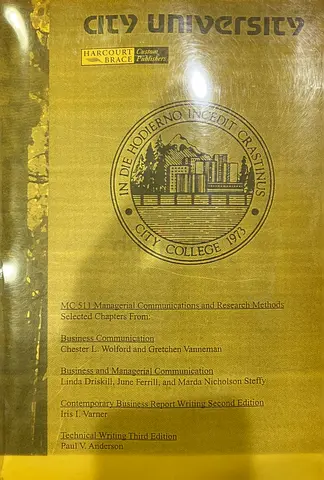 CITY UNIVERSITY
HARCOURT
BRACE
Custom
Publishers
IN DIE HODIERNO INCEDIT CRASTINUS
• CITY COLLEGE 1973 •
MC 511 Managerial Communications and Research Methods
Selected Chapters From:
Business Communication
Chester L. Wolford and Gretchen Vanneman
Business and Managerial Communication
Linda Driskill, June Ferrill, and Marda Nicholson Steffy
Contemporary Business Report Writing Second Edition
Iris I. Varner
Technical Writing Third Edition
Paul V. Anderson